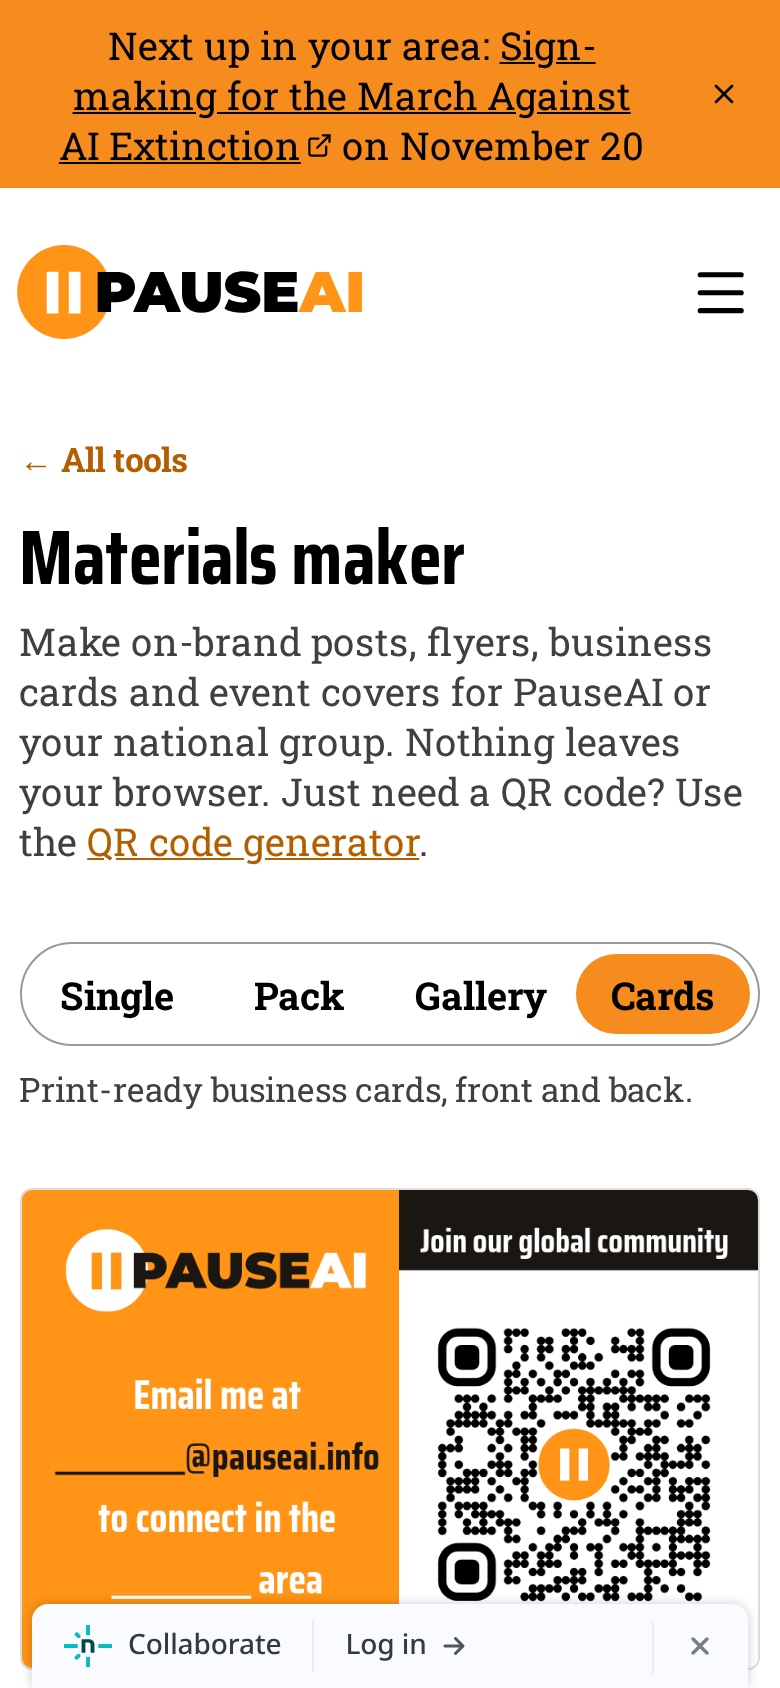 Next up in your area: Sign-
making for the March Against
AI Extinction on November 20
PAUSEAI
← All tools
Materials maker
Make on-brand posts, flyers, business
cards and event covers for PauseAI or
your national group. Nothing leaves
your browser. Just need a QR code? Use
the QR code generator.
Single Pack Gallery Cards
Print-ready business cards, front and back.
PAUSEAI
Email me at
________@pauseai.info
to connect in the
________ area
Join our global community
Collaborate Log in →